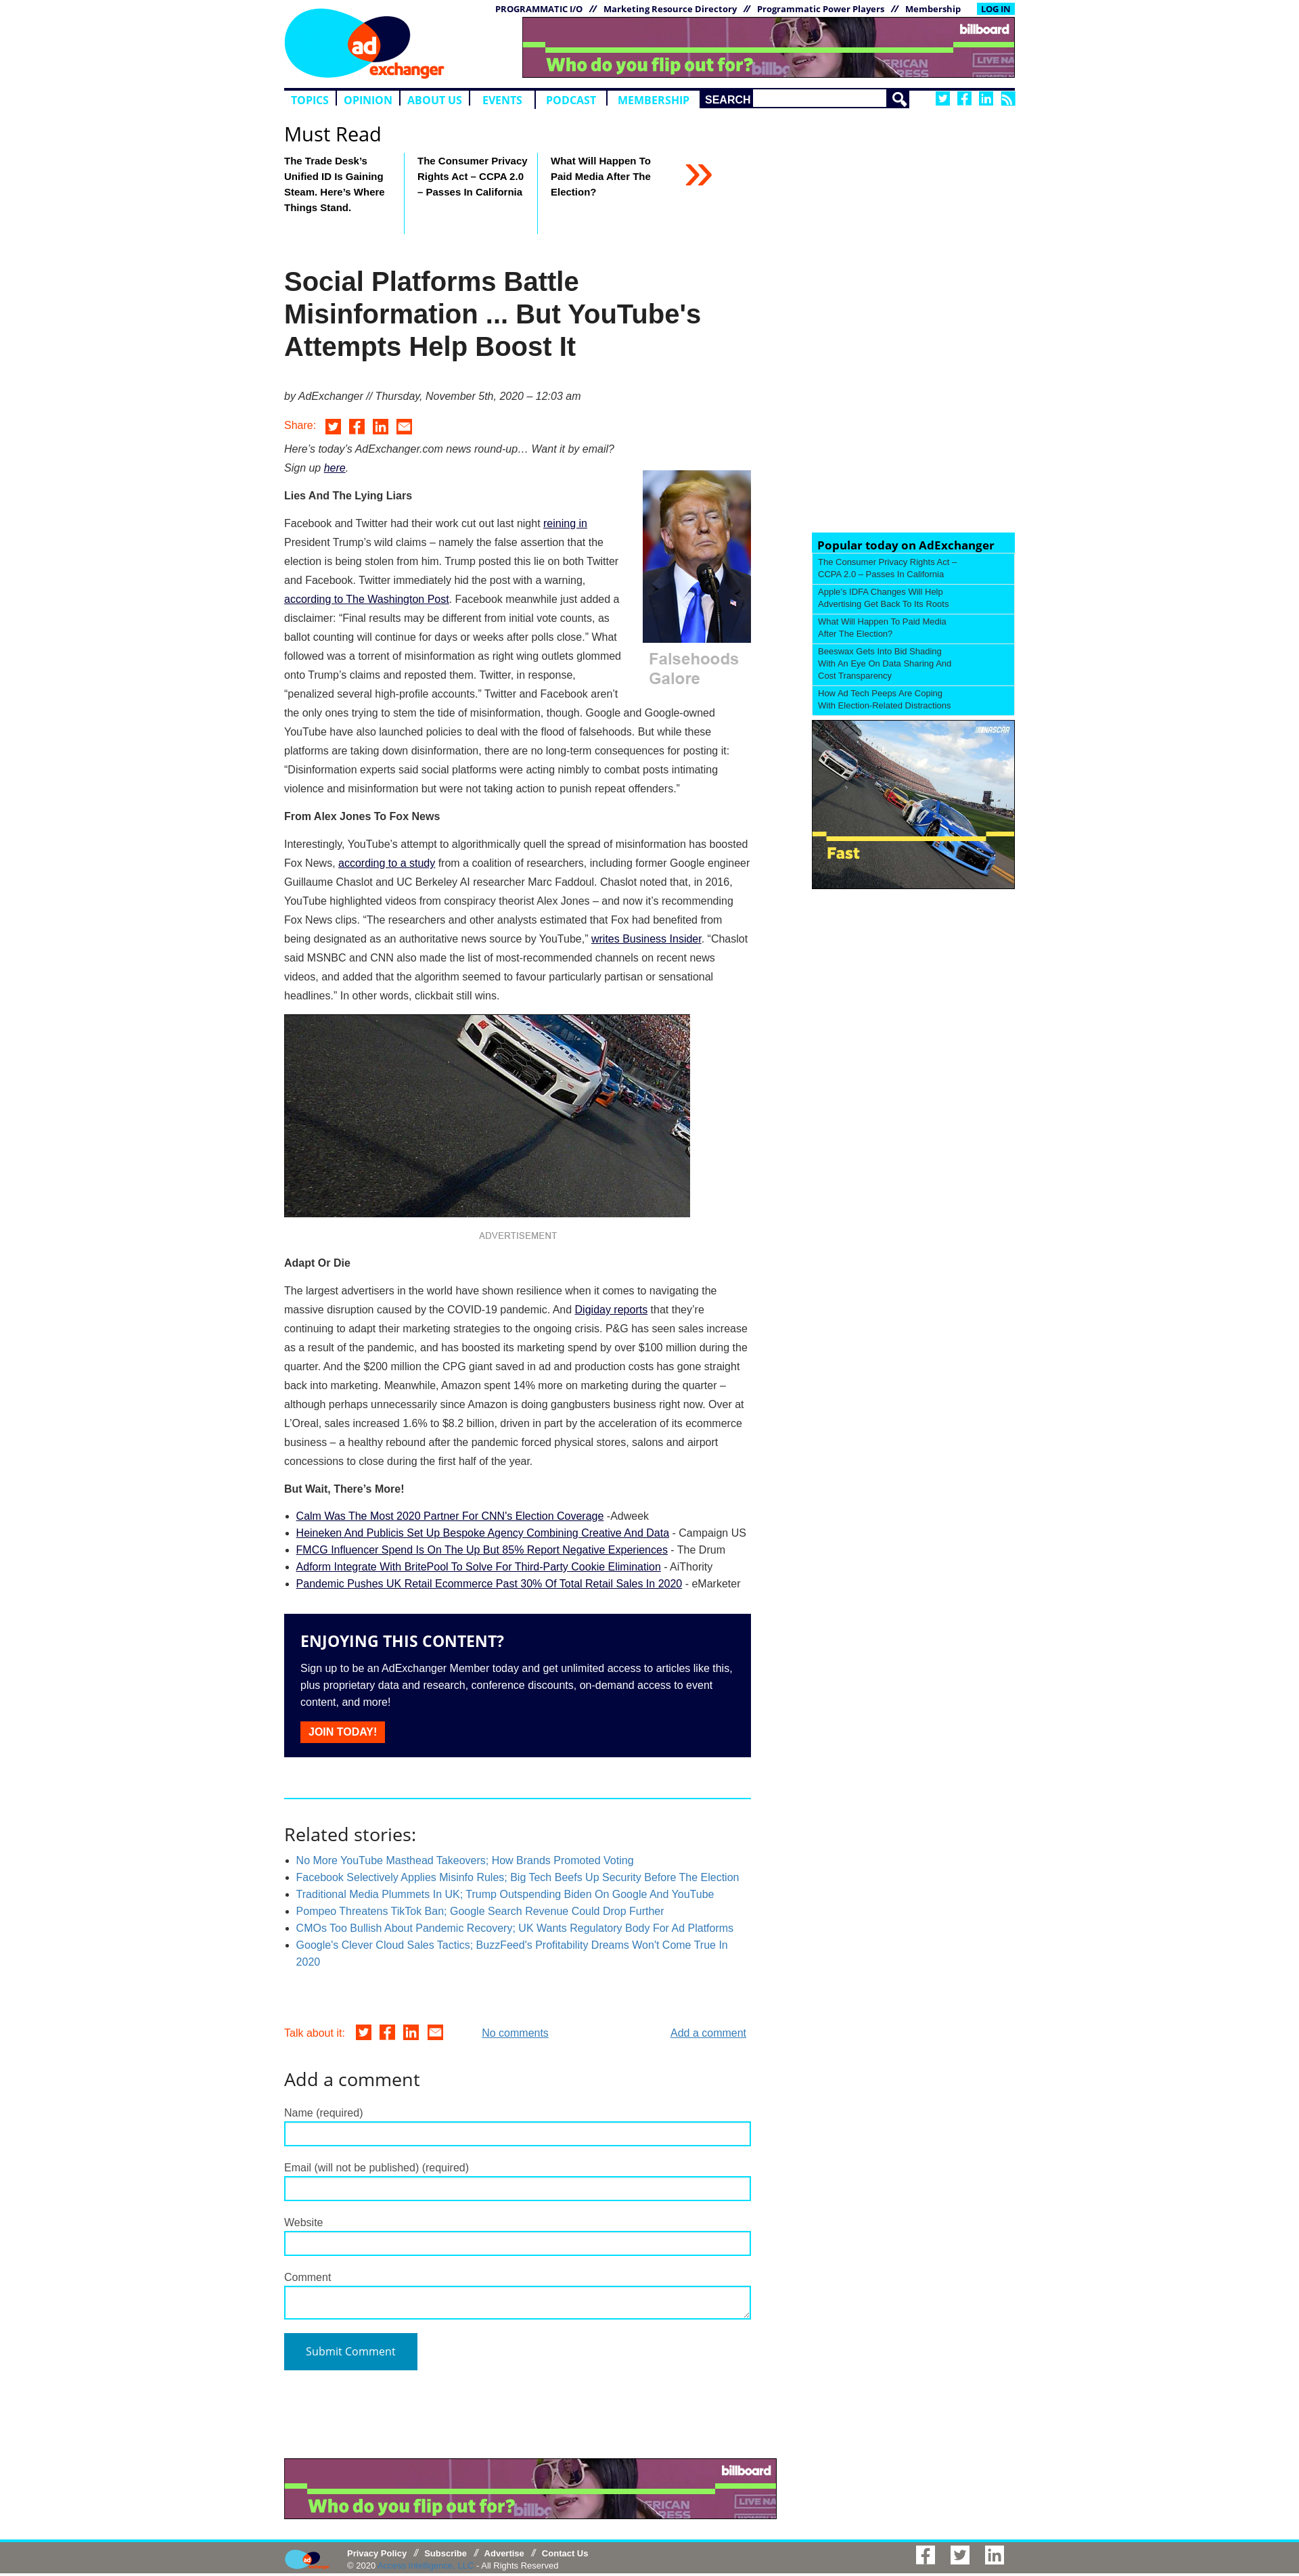 PROGRAMMATIC I/O // Marketing Resource Directory // Programmatic Power Players // Membership LOG IN
ad exchanger
billboard
Who do you flip out for?
TOPICS OPINION ABOUT US EVENTS PODCAST MEMBERSHIP SEARCH
Must Read
The Trade Desk’s
Unified ID Is Gaining
Steam. Here’s Where
Things Stand.
The Consumer Privacy
Rights Act – CCPA 2.0
– Passes In California
What Will Happen To
Paid Media After The
Election?
Social Platforms Battle
Misinformation ... But YouTube's
Attempts Help Boost It
by AdExchanger // Thursday, November 5th, 2020 – 12:03 am
Share:
Here’s today’s AdExchanger.com news round-up… Want it by email?
Sign up here.
Lies And The Lying Liars
Facebook and Twitter had their work cut out last night reining in
President Trump’s wild claims – namely the false assertion that the
election is being stolen from him. Trump posted this lie on both Twitter
and Facebook. Twitter immediately hid the post with a warning,
according to The Washington Post. Facebook meanwhile just added a
disclaimer: “Final results may be different from initial vote counts, as
ballot counting will continue for days or weeks after polls close.” What
followed was a torrent of misinformation as right wing outlets glommed
onto Trump’s claims and reposted them. Twitter, in response,
“penalized several high-profile accounts.” Twitter and Facebook aren’t
the only ones trying to stem the tide of misinformation, though. Google and Google-owned
YouTube have also launched policies to deal with the flood of falsehoods. But while these
platforms are taking down disinformation, there are no long-term consequences for posting it:
“Disinformation experts said social platforms were acting nimbly to combat posts intimating
violence and misinformation but were not taking action to punish repeat offenders.”
Falsehoods
Galore
From Alex Jones To Fox News
Interestingly, YouTube’s attempt to algorithmically quell the spread of misinformation has boosted
Fox News, according to a study from a coalition of researchers, including former Google engineer
Guillaume Chaslot and UC Berkeley AI researcher Marc Faddoul. Chaslot noted that, in 2016,
YouTube highlighted videos from conspiracy theorist Alex Jones – and now it’s recommending
Fox News clips. “The researchers and other analysts estimated that Fox had benefited from
being designated as an authoritative news source by YouTube,” writes Business Insider. “Chaslot
said MSNBC and CNN also made the list of most-recommended channels on recent news
videos, and added that the algorithm seemed to favour particularly partisan or sensational
headlines.” In other words, clickbait still wins.
ADVERTISEMENT
Adapt Or Die
The largest advertisers in the world have shown resilience when it comes to navigating the
massive disruption caused by the COVID-19 pandemic. And Digiday reports that they’re
continuing to adapt their marketing strategies to the ongoing crisis. P&G has seen sales increase
as a result of the pandemic, and has boosted its marketing spend by over $100 million during the
quarter. And the $200 million the CPG giant saved in ad and production costs has gone straight
back into marketing. Meanwhile, Amazon spent 14% more on marketing during the quarter –
although perhaps unnecessarily since Amazon is doing gangbusters business right now. Over at
L’Oreal, sales increased 1.6% to $8.2 billion, driven in part by the acceleration of its ecommerce
business – a healthy rebound after the pandemic forced physical stores, salons and airport
concessions to close during the first half of the year.
But Wait, There’s More!
Calm Was The Most 2020 Partner For CNN's Election Coverage -Adweek
Heineken And Publicis Set Up Bespoke Agency Combining Creative And Data - Campaign US
FMCG Influencer Spend Is On The Up But 85% Report Negative Experiences - The Drum
Adform Integrate With BritePool To Solve For Third-Party Cookie Elimination - AiThority
Pandemic Pushes UK Retail Ecommerce Past 30% Of Total Retail Sales In 2020 - eMarketer
ENJOYING THIS CONTENT?
Sign up to be an AdExchanger Member today and get unlimited access to articles like this,
plus proprietary data and research, conference discounts, on-demand access to event
content, and more!
JOIN TODAY!
Related stories:
No More YouTube Masthead Takeovers; How Brands Promoted Voting
Facebook Selectively Applies Misinfo Rules; Big Tech Beefs Up Security Before The Election
Traditional Media Plummets In UK; Trump Outspending Biden On Google And YouTube
Pompeo Threatens TikTok Ban; Google Search Revenue Could Drop Further
CMOs Too Bullish About Pandemic Recovery; UK Wants Regulatory Body For Ad Platforms
Google's Clever Cloud Sales Tactics; BuzzFeed's Profitability Dreams Won't Come True In
2020
Talk about it: No comments Add a comment
Add a comment
Name (required)
Email (will not be published) (required)
Website
Comment
Submit Comment
Popular today on AdExchanger
The Consumer Privacy Rights Act –
CCPA 2.0 – Passes In California
Apple’s IDFA Changes Will Help
Advertising Get Back To Its Roots
What Will Happen To Paid Media
After The Election?
Beeswax Gets Into Bid Shading
With An Eye On Data Sharing And
Cost Transparency
How Ad Tech Peeps Are Coping
With Election-Related Distractions
NASCAR
Fast
billboard
Who do you flip out for?
Privacy Policy // Subscribe // Advertise // Contact Us
© 2020 Access Intelligence, LLC - All Rights Reserved